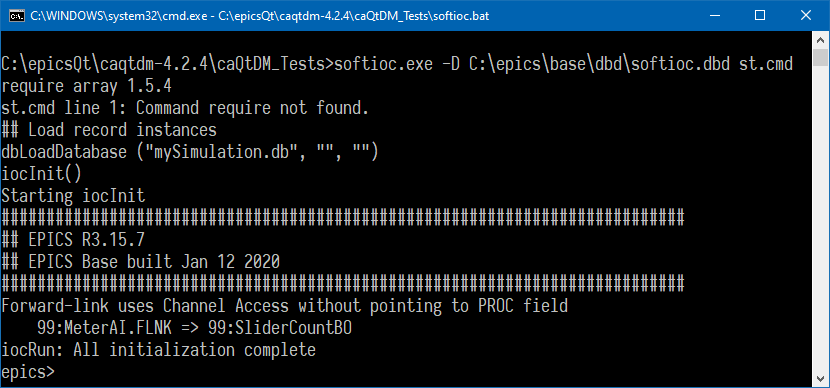 C:\WINDOWS\system32\cmd.exe - C:\epicsQt\caqtdm-4.2.4\caQtDM_Tests\softioc.bat
C:\epicsQt\caqtdm-4.2.4\caQtDM_Tests>softioc.exe -D C:\epics\base\dbd\softioc.dbd st.cmd
require array 1.5.4
st.cmd line 1: Command require not found.
## Load record instances
dbLoadDatabase ("mySimulation.db", "", "")
iocInit()
Starting iocInit
############################################################################
## EPICS R3.15.7
## EPICS Base built Jan 12 2020
############################################################################
Forward-link uses Channel Access without pointing to PROC field
    99:MeterAI.FLNK => 99:SliderCountBO
iocRun: All initialization complete
epics>